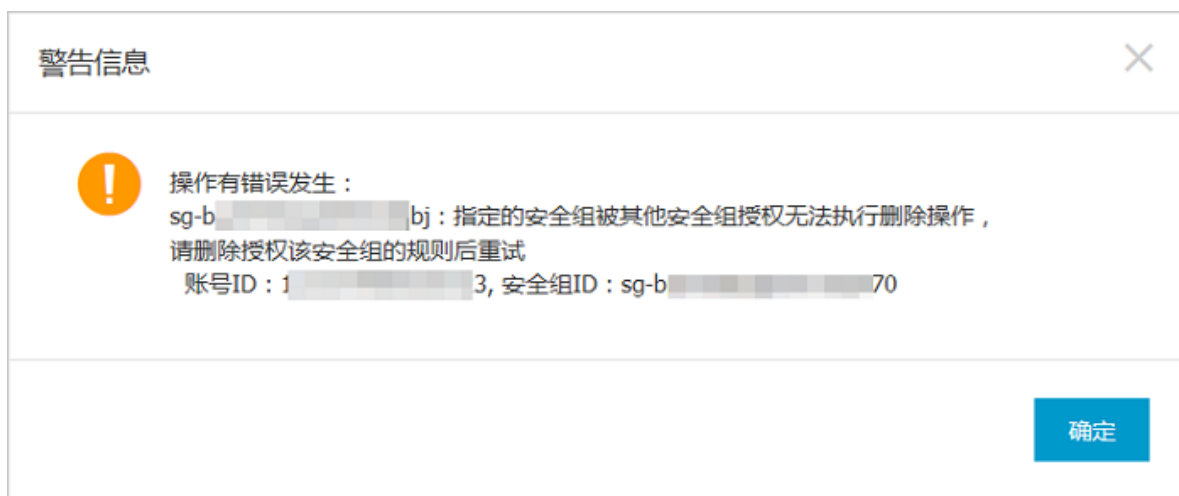 警告信息
操作有错误发生：
sg-b bj：指定的安全组被其他安全组授权无法执行删除操作，
请删除授权该安全组的规则后重试
账号ID：1 3, 安全组ID：sg-b 70
确定